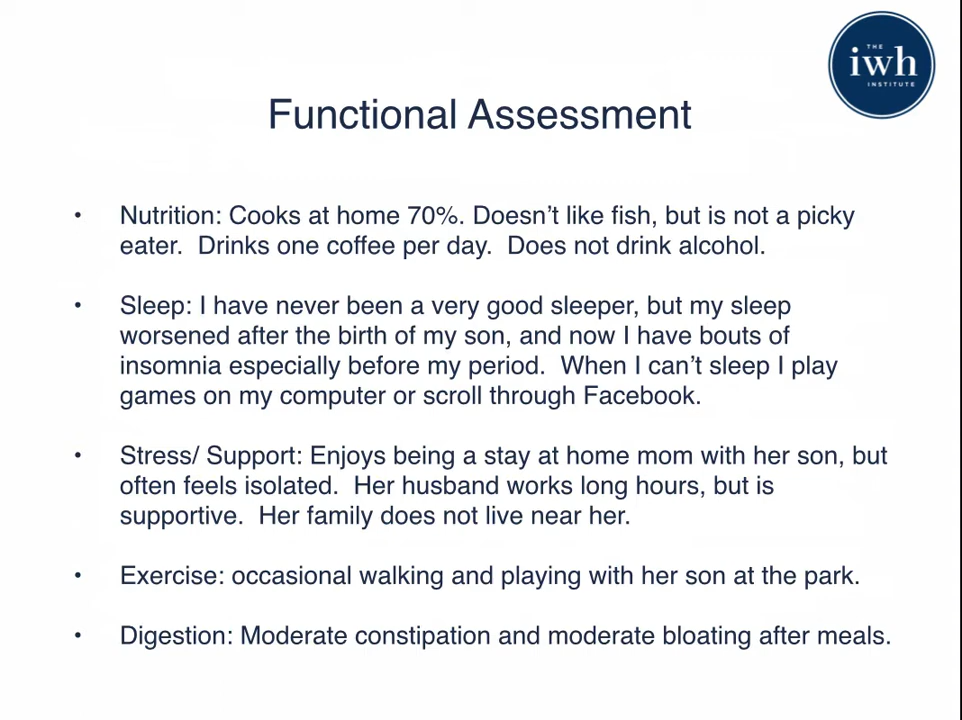 THE
iwh
INSTITUTE
Functional Assessment
• Nutrition: Cooks at home 70%. Doesn’t like fish, but is not a picky
eater.  Drinks one coffee per day.  Does not drink alcohol.
• Sleep: I have never been a very good sleeper, but my sleep
worsened after the birth of my son, and now I have bouts of
insomnia especially before my period.  When I can’t sleep I play
games on my computer or scroll through Facebook.
• Stress/ Support: Enjoys being a stay at home mom with her son, but
often feels isolated.  Her husband works long hours, but is
supportive.  Her family does not live near her.
• Exercise: occasional walking and playing with her son at the park.
• Digestion: Moderate constipation and moderate bloating after meals.